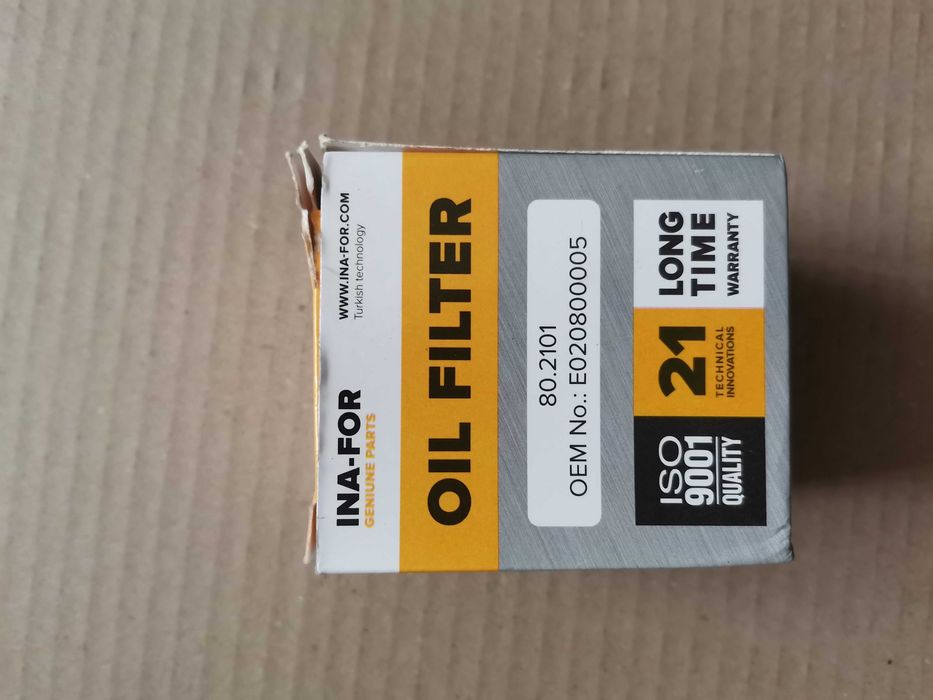 INA-FOR
GENIUNE PARTS
WWW.INA-FOR.COM
Turkish technology
OIL FILTER
80.2101
OEM No.: E020800005
ISO
9001
QUALITY
21
TECHNICAL
INNOVATIONS
LONG
TIME
WARRANTY